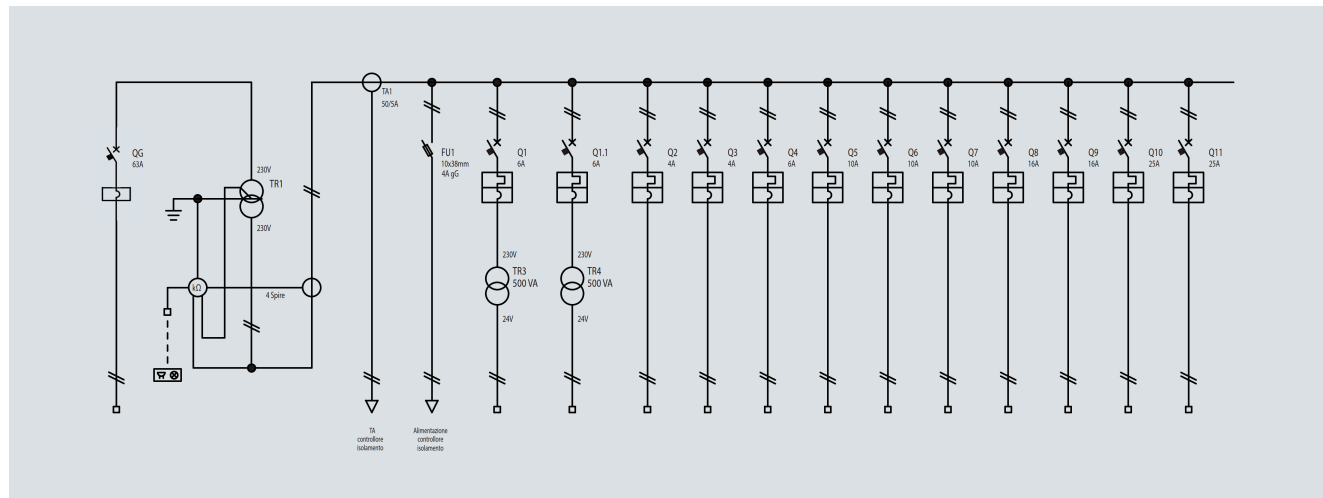 TA1
50/5A
QG
63A
230V
TR1
230V
kΩ
4 Spire
FU1
10x38mm
4A gG
Q1
6A
Q1.1
6A
Q2
4A
Q3
4A
Q4
6A
Q5
10A
Q6
10A
Q7
10A
Q8
16A
Q9
16A
Q10
25A
Q11
25A
230V
TR3
500 VA
24V
230V
TR4
500 VA
24V
TA
controllore
isolamento
Alimentazione
controllore
isolamento